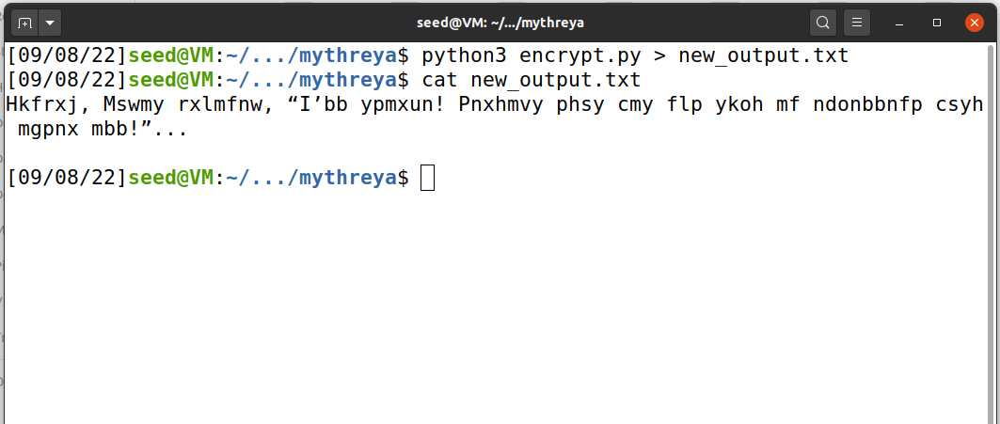 seed@VM: ~/.../mythreya
[09/08/22]seed@VM:~/.../mythreya$ python3 encrypt.py > new_output.txt
[09/08/22]seed@VM:~/.../mythreya$ cat new_output.txt
Hkfrxj, Mswmy rxlmfnw, “I’bb ypmxun! Pnxhmvy phsy cmy flp ykoh mf ndonbbnfp csyh
mgpnx mbb!”...
[09/08/22]seed@VM:~/.../mythreya$